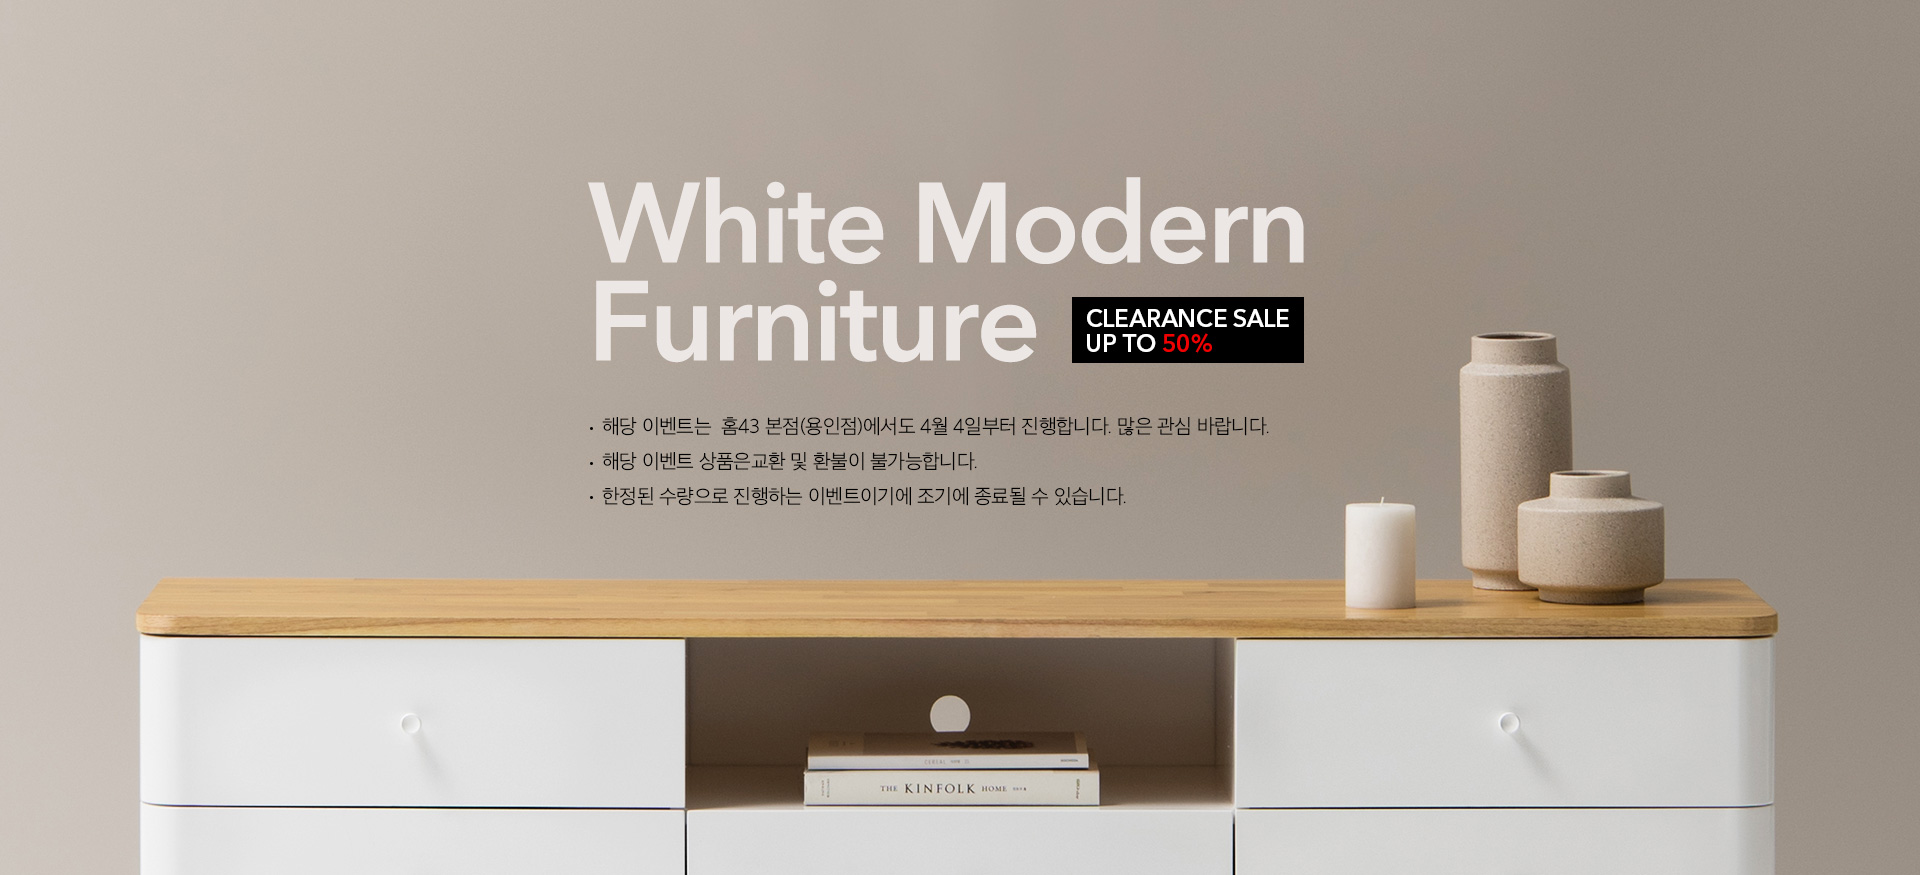 White Modern
Furniture
CLEARANCE SALE
UP TO 50%
· 해당 이벤트는 홈43 본점(용인점)에서도 4월 4일부터 진행합니다. 많은 관심 바랍니다.
· 해당 이벤트 상품은교환 및 환불이 불가능합니다.
· 한정된 수량으로 진행하는 이벤트이기에 조기에 종료될 수 있습니다.
CEREAL
THE KINFOLK HOME